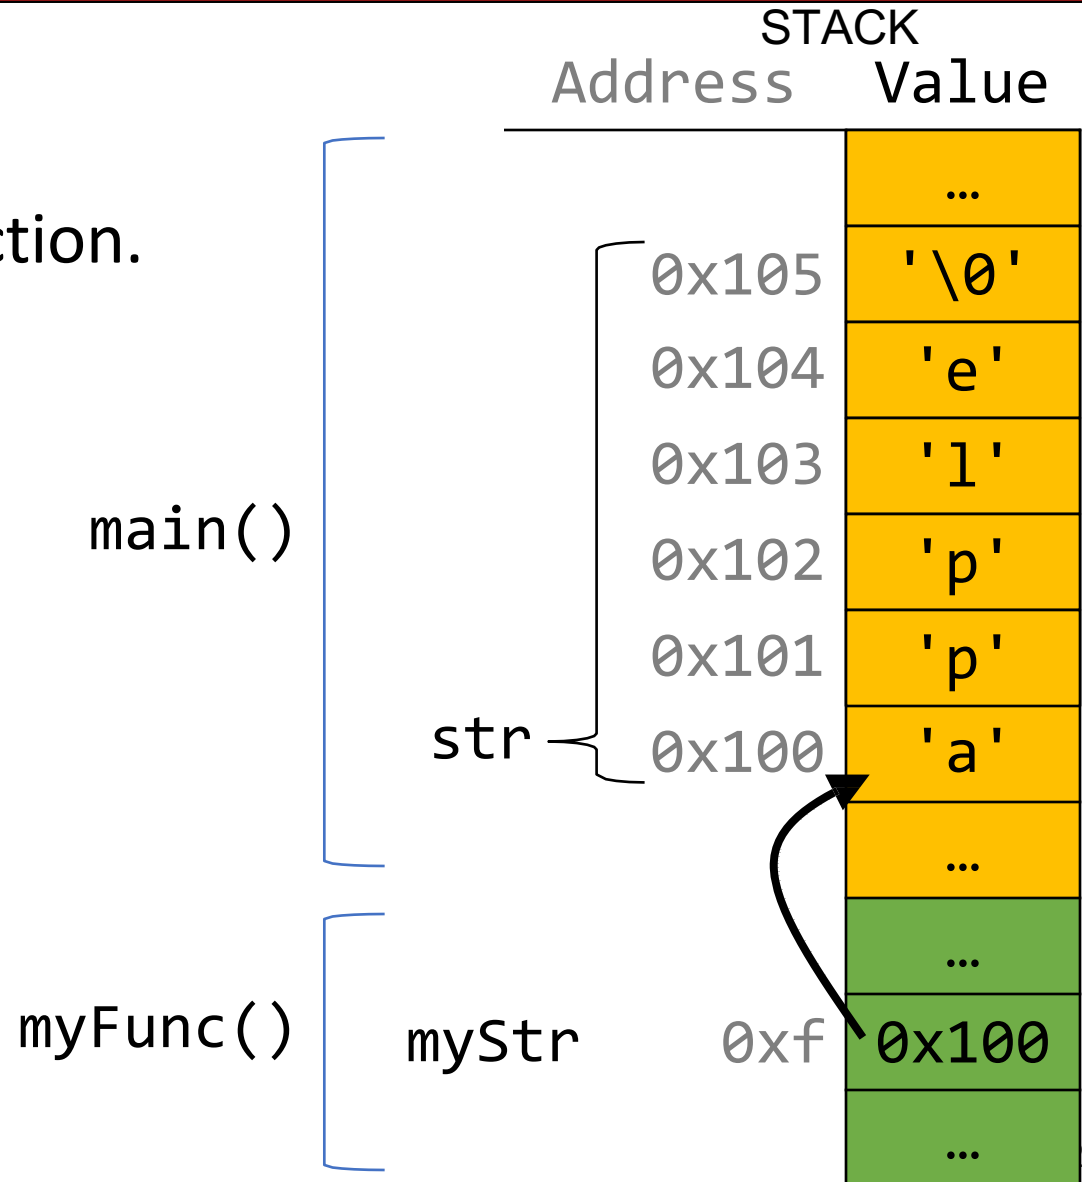 STACK
Address Value
…
ction.
0x105 '\0'
0x104 'e'
0x103 'l'
main()
0x102 'p'
0x101 'p'
str 0x100 'a'
…
…
myFunc() myStr 0xf 0x100
…